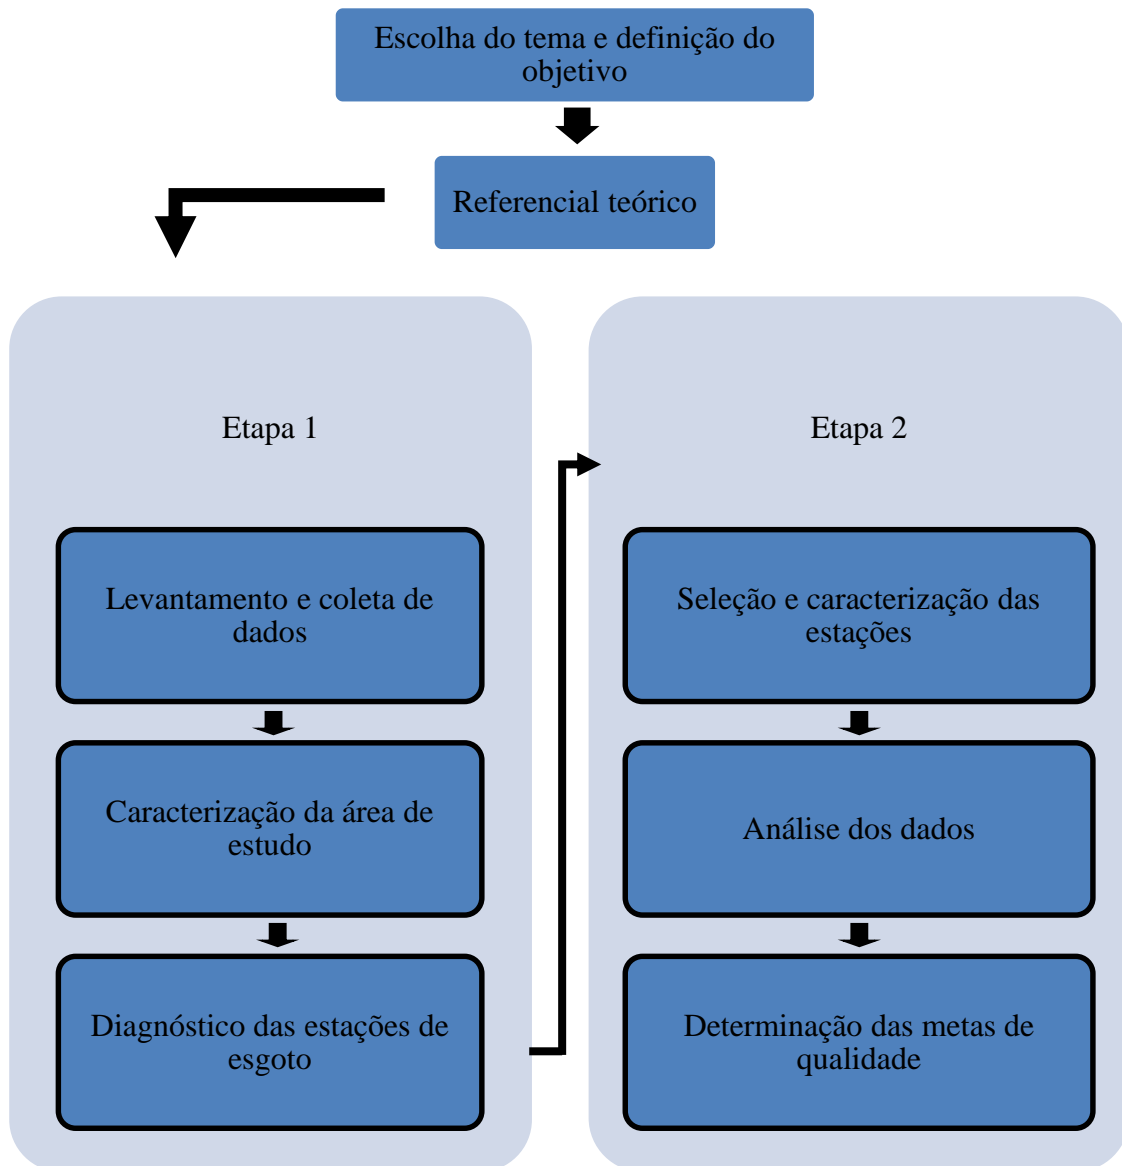 Escolha do tema e definição do
objetivo
Referencial teórico
Etapa 1
Levantamento e coleta de
dados
Caracterização da área de
estudo
Diagnóstico das estações de
esgoto
Etapa 2
Seleção e caracterização das
estações
Análise dos dados
Determinação das metas de
qualidade